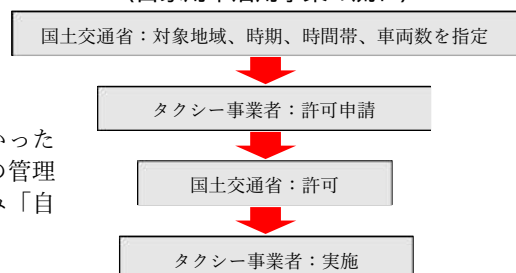 国土交通省：対象地域、時期、時間帯、車両数を指定
タクシー事業者：許可申請
いった
の管理
み「自
国土交通省：許可
タクシー事業者：実施